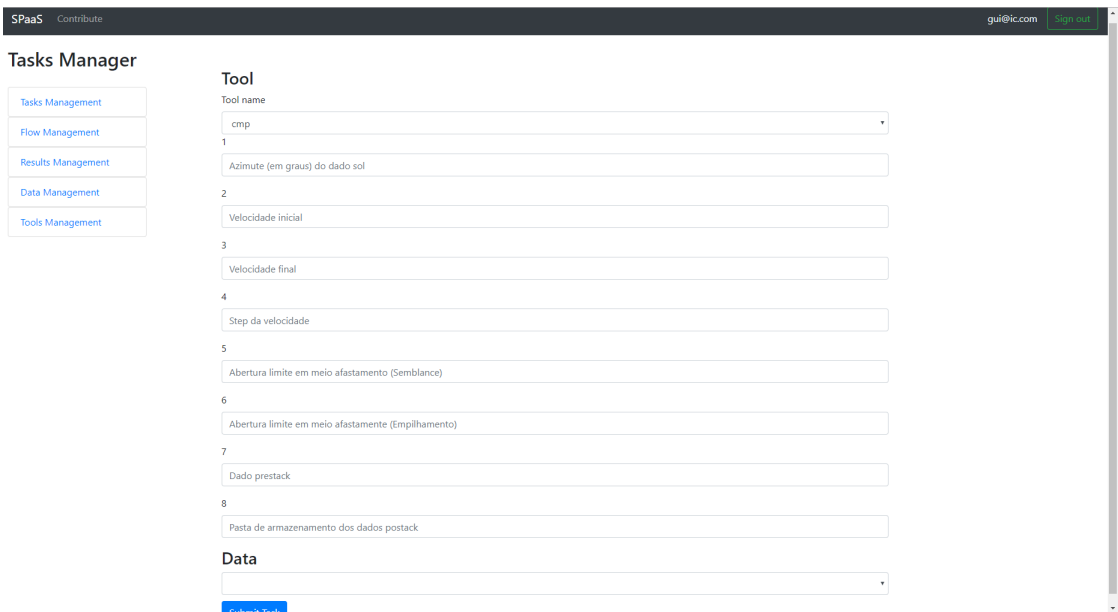 SPaaS Contribute gui@ic.com Sign out
Tasks Manager
Tasks Management
Flow Management
Results Management
Data Management
Tools Management
Tool
Tool name
cmp
1
Azimute (em graus) do dado sol
2
Velocidade inicial
3
Velocidade final
4
Step da velocidade
5
Abertura limite em meio afastamento (Semblance)
6
Abertura limite em meio afastamente (Empilhamento)
7
Dado prestack
8
Pasta de armazenamento dos dados postack
Data
Submit Task